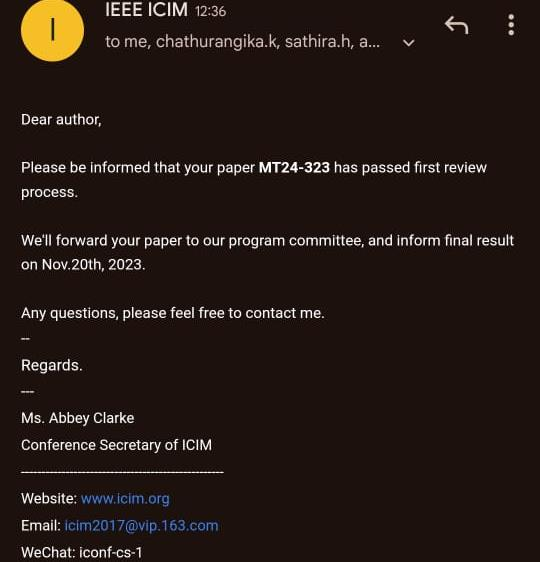 I
IEEE ICIM 12:36
to me, chathurangika.k, sathira.h, a...
Dear author,
Please be informed that your paper MT24-323 has passed first review
process.
We'll forward your paper to our program committee, and inform final result
on Nov.20th, 2023.
Any questions, please feel free to contact me.
--
Regards.
---
Ms. Abbey Clarke
Conference Secretary of ICIM
--------------------------------------------------
Website: www.icim.org
Email: icim2017@vip.163.com
WeChat: iconf-cs-1